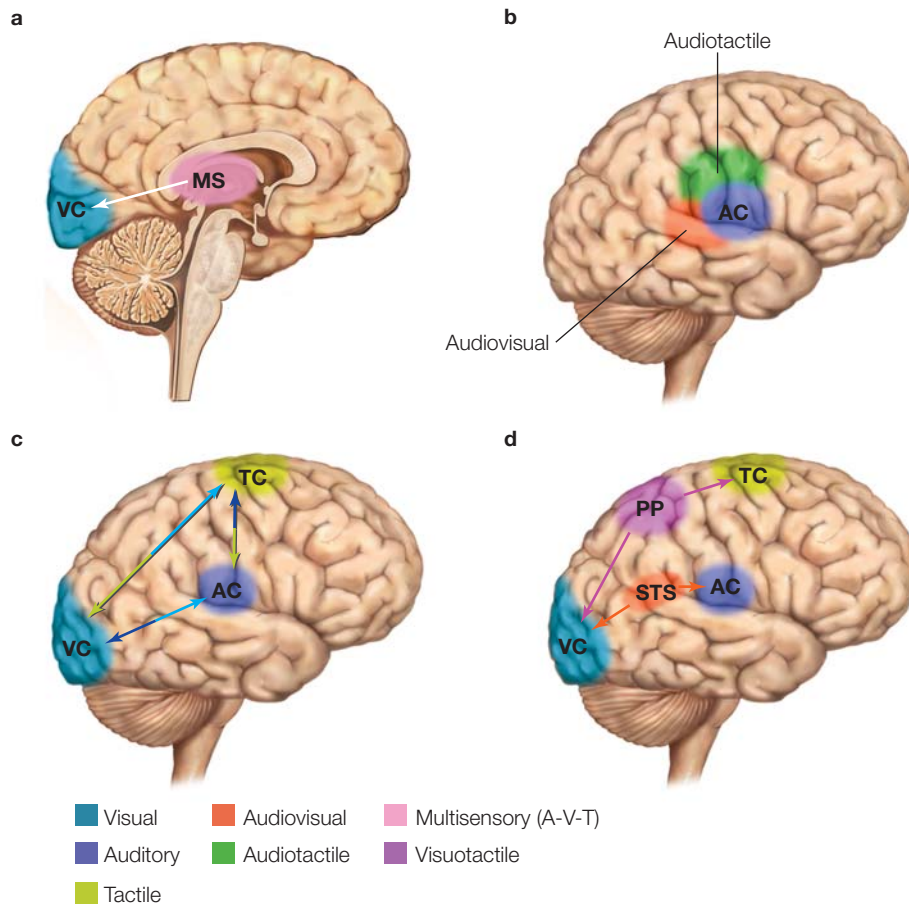 a
MS
VC
b
Audiotactile
AC
Audiovisual
c
TC
AC
VC
d
TC
PP
STS
AC
VC
Visual
Audiovisual
Multisensory (A-V-T)
Auditory
Audiotactile
Visuotactile
Tactile